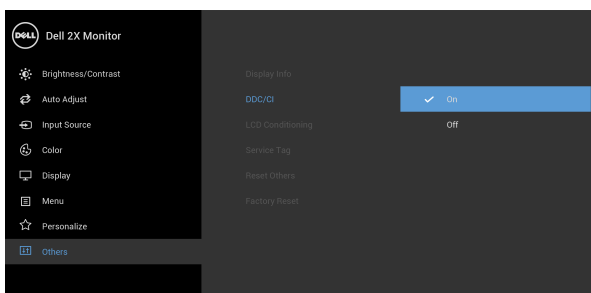 DELL Dell 2X Monitor
Brightness/Contrast
Auto Adjust
Input Source
Color
Display
Menu
Personalize
Others
Display Info
DDC/CI
LCD Conditioning
Service Tag
Reset Others
Factory Reset
On
Off